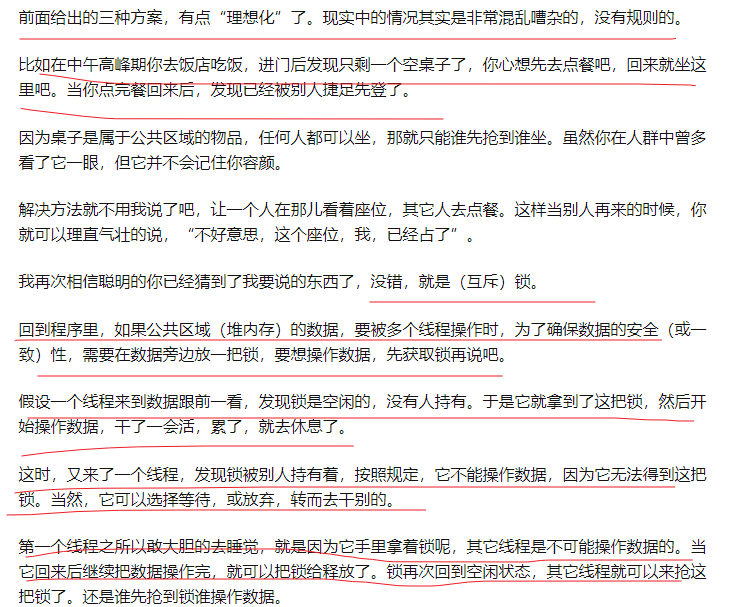 前面给出的三种方案，有点“理想化”了。现实中的情况其实是非常混乱嘈杂的，没有规则的。
比如在中午高峰期你去饭店吃饭，进门后发现只剩一个空桌子了，你心想先去点餐吧，回来就坐这
里吧。当你点完餐回来后，发现已经被别人捷足先登了。
因为桌子是属于公共区域的物品，任何人都可以坐，那就只能谁先抢到谁坐。虽然你在人群中曾多
看了它一眼，但它并不会记住你容颜。
解决方法就不用我说了吧，让一个人在那儿看着座位，其它人去点餐。这样当别人再来的时候，你
就可以理直气壮的说，“不好意思，这个座位，我，已经占了”。
我再次相信聪明的你已经猜到了我要说的东西了，没错，就是（互斥）锁。
回到程序里，如果公共区域（堆内存）的数据，要被多个线程操作时，为了确保数据的安全（或一
致）性，需要在数据旁边放一把锁，要想操作数据，先获取锁再说吧。
假设一个线程来到数据跟前一看，发现锁是空闲的，没有人持有。于是它就拿到了这把锁，然后开
始操作数据，干了一会活，累了，就去休息了。
这时，又来了一个线程，发现锁被别人持有着，按照规定，它不能操作数据，因为它无法得到这把
锁。当然，它可以选择等待，或放弃，转而去干别的。
第一个线程之所以敢大胆的去睡觉，就是因为它手里拿着锁呢，其它线程是不可能操作数据的。当
它回来后继续把数据操作完，就可以把锁给释放了。锁再次回到空闲状态，其它线程就可以来抢这
把锁了。还是谁先抢到锁谁操作数据。